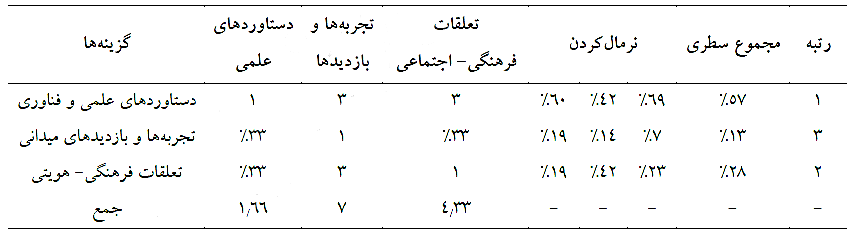 گزینه‌ها دستاوردهای علمی تجربه‌ها و بازدیدها تعلقات فرهنگی- اجتماعی نرمال‌کردن مجموع سطری رتبه
دستاوردهای علمی و فناوری ۱ ۳ ۳ ٪۶۰ ٪۴۲ ٪۶۹ ٪۵۷ ۱
تجربه‌ها و بازدیدهای میدانی ٪۳۳ ۱ ٪۳۳ ٪۱۹ ٪۱۴ ٪۷ ٪۱۳ ۳
تعلقات فرهنگی- هویتی ٪۳۳ ۳ ۱ ٪۱۹ ٪۴۲ ٪۲۳ ٪۲۸ ۲
جمع ۱٫۶۶ ۷ ۴٫۳۳ – – – – –